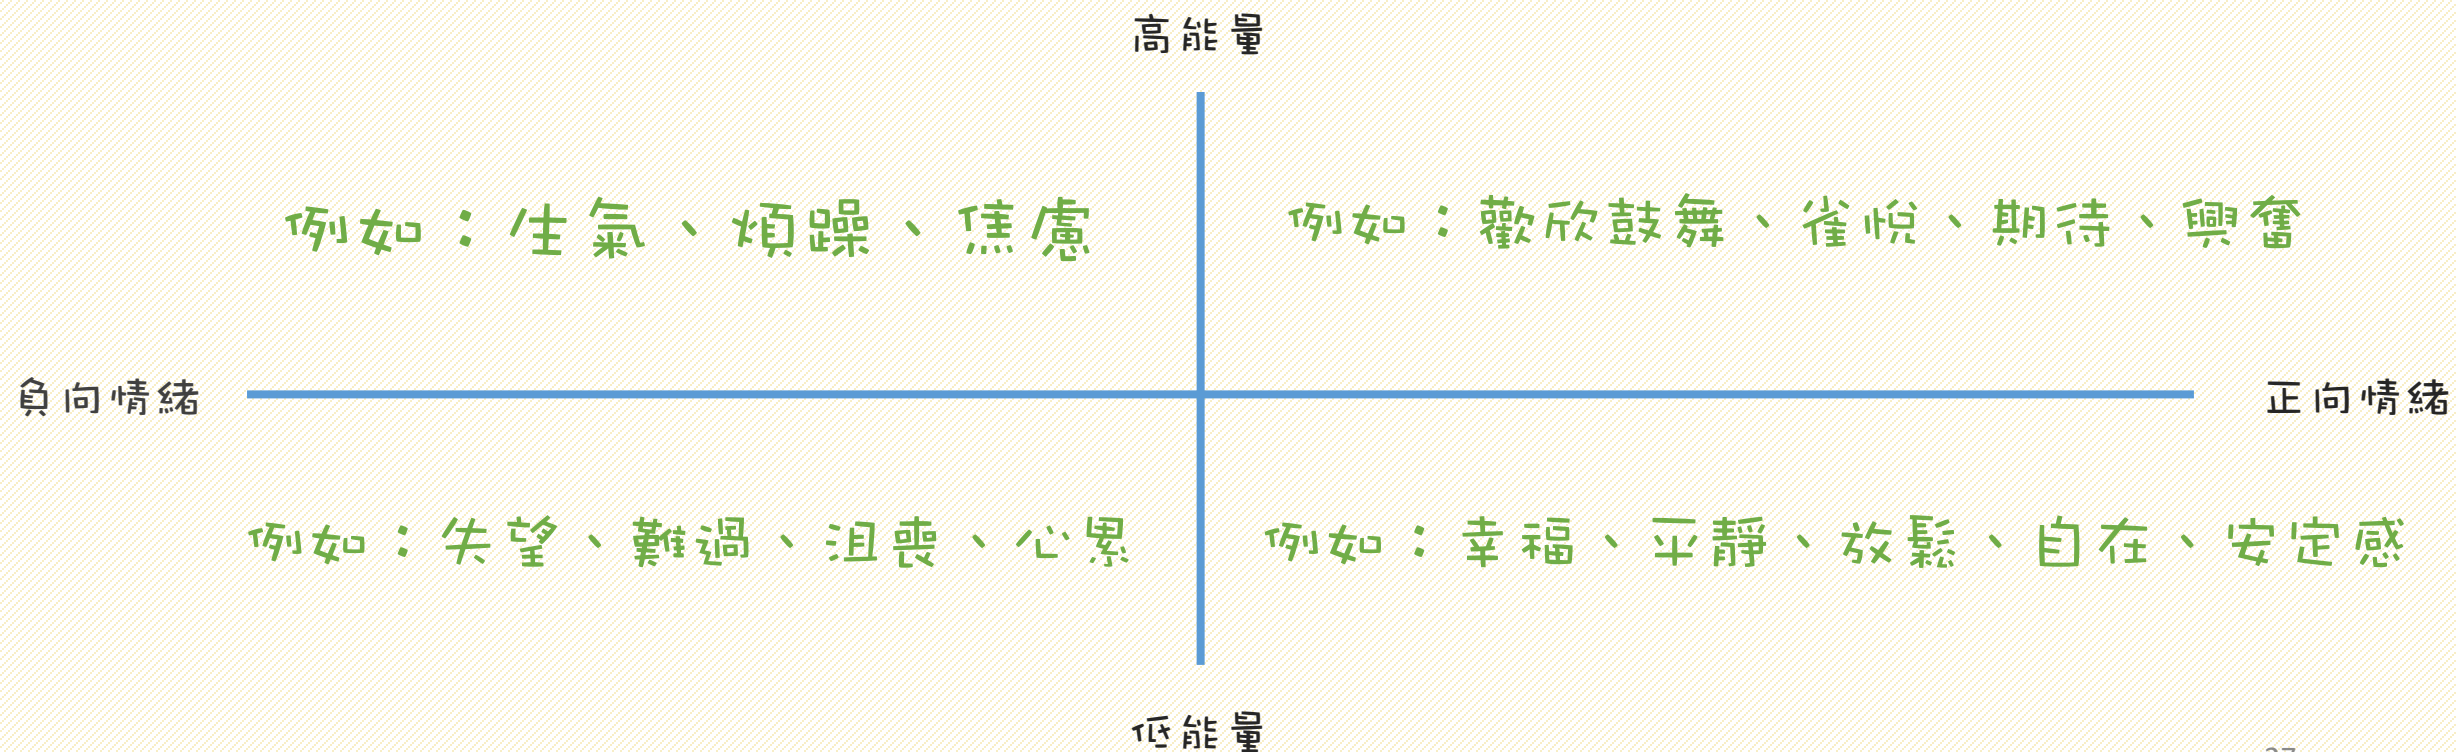 高能量
例如：生氣、煩躁、焦慮
例如：歡欣鼓舞、雀悅、期待、興奮
負向情緒
正向情緒
例如：失望、難過、沮喪、心累
例如：幸福、平靜、放鬆、自在、安定感
低能量